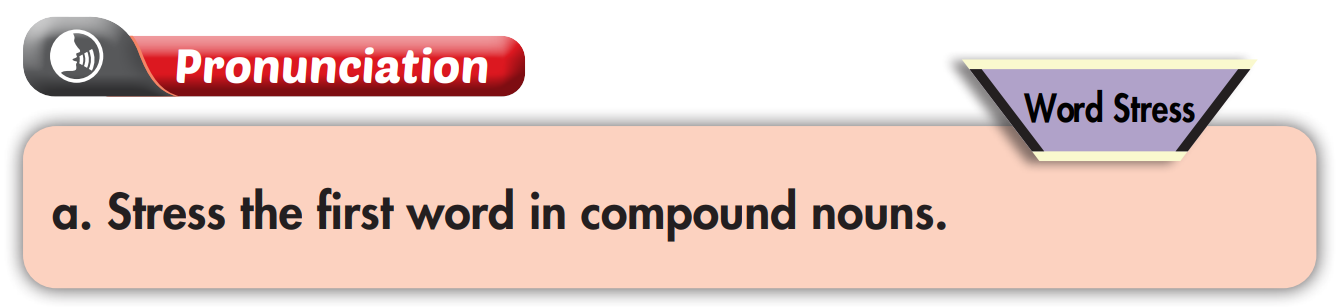 Pronunciation
Word Stress
a. Stress the first word in compound nouns.